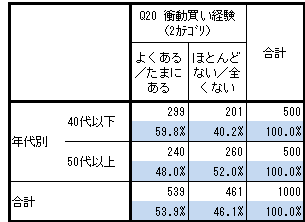 Q20 衝動買い経験
(2ｶﾃｺﾞﾘ)
よくある
／たまに
ある
ほとんど
ない／全
くない
合計
年代別
40代以下
299 201 500
59.8% 40.2% 100.0%
50代以上
240 260 500
48.0% 52.0% 100.0%
合計
539 461 1000
53.9% 46.1% 100.0%